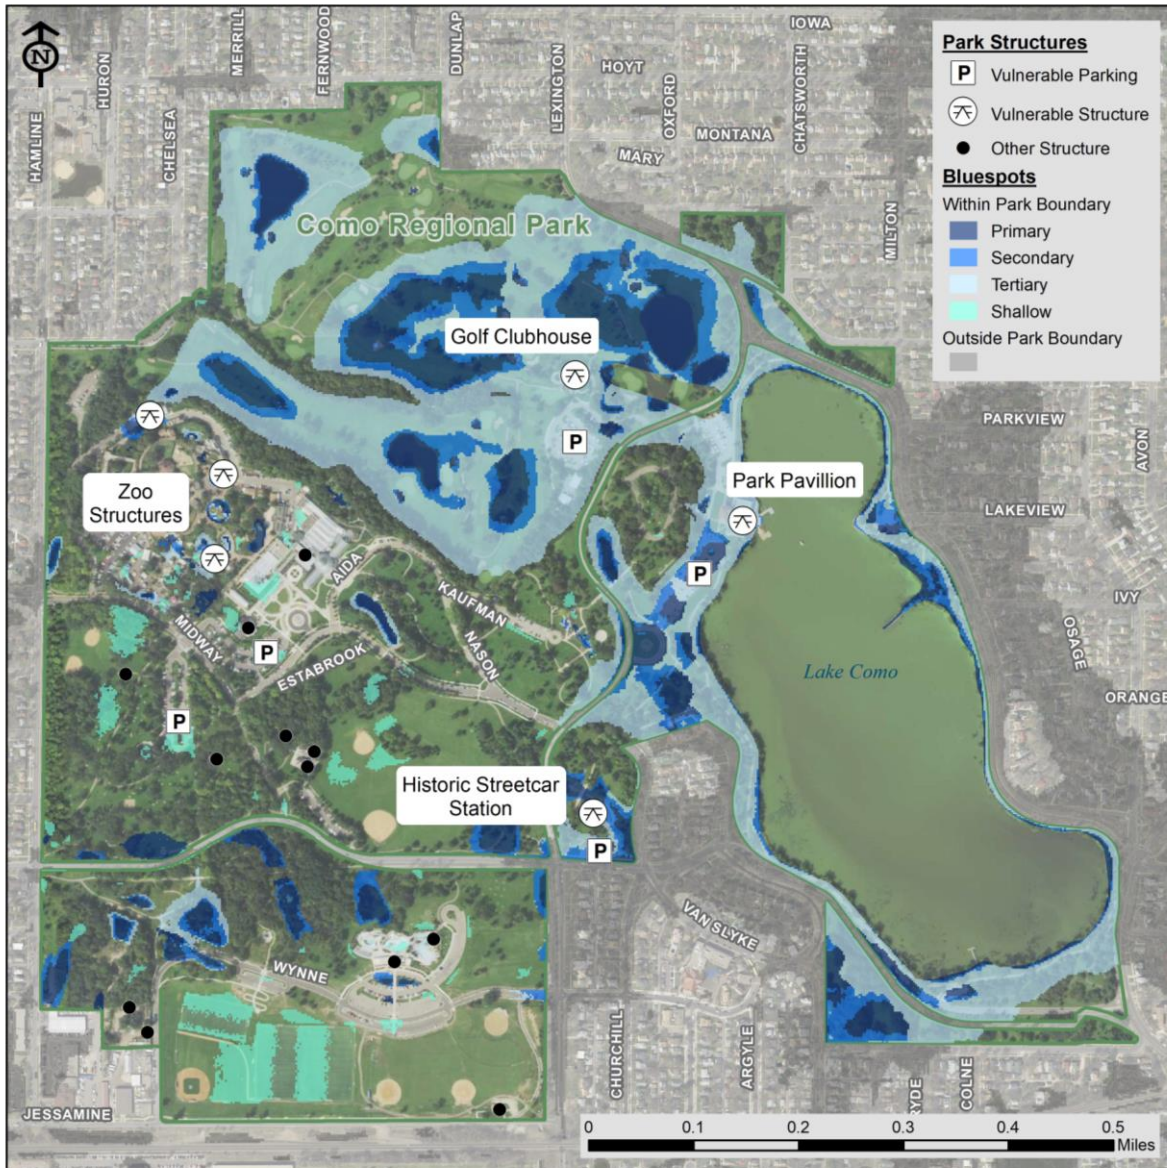 N
HAMLINE
HURON
CHELSEA
MERRILL
FERNWOOD
DUNLAP
LEXINGTON
HOYT
OXFORD
MONTANA
MARY
IOWA
CHATSWORTH
MILTON
Park Structures
P Vulnerable Parking
Vulnerable Structure
Other Structure
Bluespots
Within Park Boundary
Primary
Secondary
Tertiary
Shallow
Outside Park Boundary
Como Regional Park
Golf Clubhouse
P
PARKVIEW
AVON
Zoo
Structures
Park Pavillion
LAKEVIEW
AIDA
P
KAUFMAN
NASON
MIDWAY
P
ESTABROOK
IVY
OSAGE
Lake Como
ORANGE
P
Historic Streetcar
Station
P
VAN SLYKE
WYNNE
CHURCHILL
ARGYLE
RYDE
COLNE
JESSAMINE
0 0.1 0.2 0.3 0.4 0.5
Miles